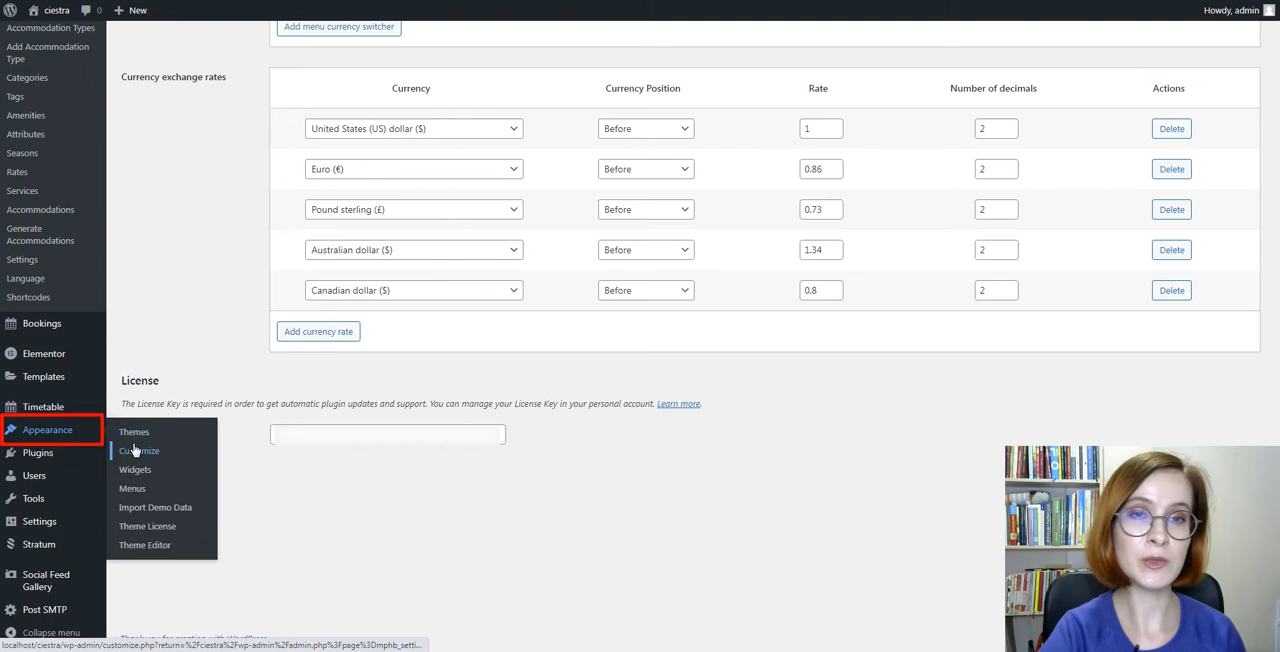 ciestra 0 New Howdy, admin
Accommodation Types
Add Accommodation
Type
Categories
Tags
Amenities
Attributes
Seasons
Rates
Services
Accommodations
Generate
Accommodations
Settings
Language
Shortcodes
Bookings
Elementor
Templates
Timetable
Appearance
Plugins
Users
Tools
Settings
Stratum
Social Feed
Gallery
Post SMTP
Collapse menu
Themes
Customize
Widgets
Menus
Import Demo Data
Theme License
Theme Editor
Add menu currency switcher
Currency exchange rates
Currency Currency Position Rate Number of decimals Actions
United States (US) dollar ($) Before 1 2 Delete
Euro (€) Before 0.86 2 Delete
Pound sterling (£) Before 0.73 2 Delete
Australian dollar ($) Before 1.34 2 Delete
Canadian dollar ($) Before 0.8 2 Delete
Add currency rate
License
The License Key is required in order to get automatic plugin updates and support. You can manage your License Key in your personal account. Learn more.
Thank you for creating with WordPress
localhost/ciestra/wp-admin/customize.php?return=%2Fciestra%2Fwp-admin%2Fadmin.php%3Fpage%3Dmphb_setti...